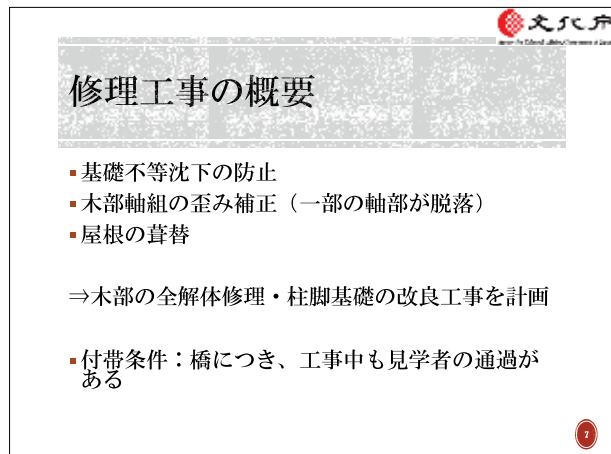 文化庁
修理工事の概要
▪基礎不等沈下の防止
▪木部軸組の歪み補正（一部の軸部が脱落）
▪屋根の葺替
⇒木部の全解体修理・柱脚基礎の改良工事を計画
▪付帯条件：橋につき、工事中も見学者の通過が
ある
7